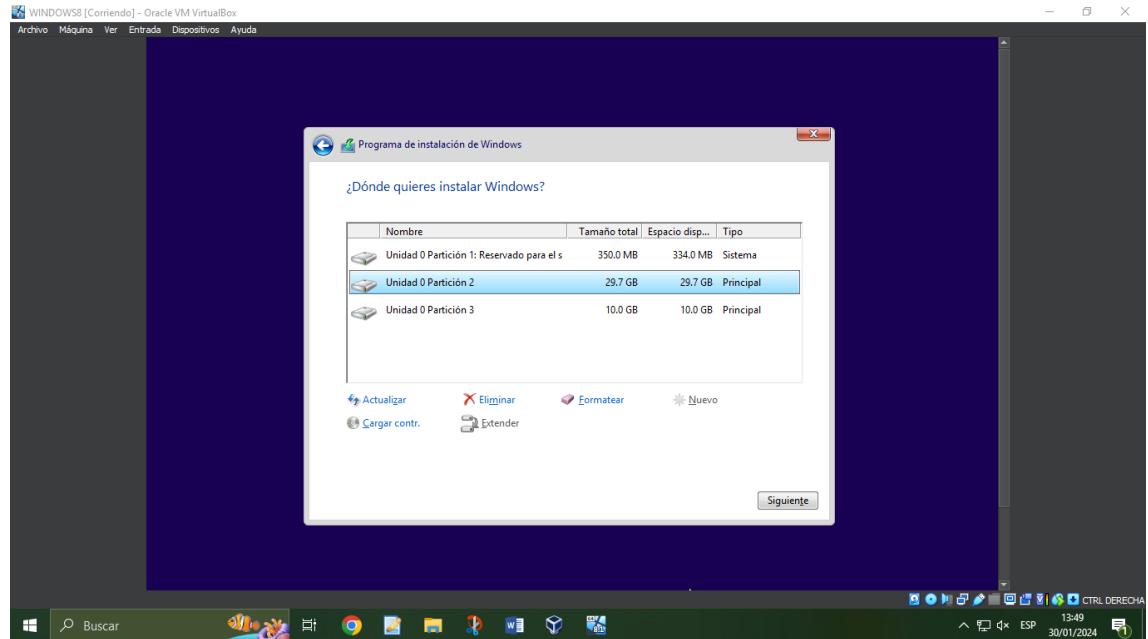 WINDOWS8 [Corriendo] - Oracle VM VirtualBox
Archivo Máquina Ver Entrada Dispositivos Ayuda
Programa de instalación de Windows
¿Dónde quieres instalar Windows?
Nombre Tamaño total Espacio disp... Tipo
Unidad 0 Partición 1: Reservado para el s 350.0 MB 334.0 MB Sistema
Unidad 0 Partición 2 29.7 GB 29.7 GB Principal
Unidad 0 Partición 3 10.0 GB 10.0 GB Principal
Actualizar Eliminar Formatear Nuevo
Cargar contr. Extender
Siguiente
CTRL DERECHA
Buscar
ESP
13:49
30/01/2024
1